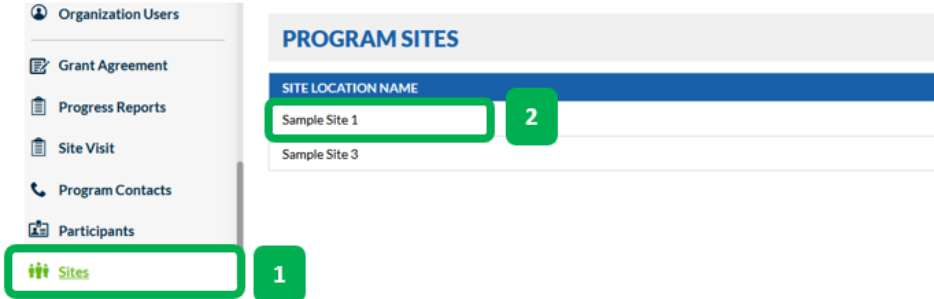 Organization Users
Grant Agreement
Progress Reports
Site Visit
Program Contacts
Participants
Sites
1
PROGRAM SITES
SITE LOCATION NAME
Sample Site 1
2
Sample Site 3